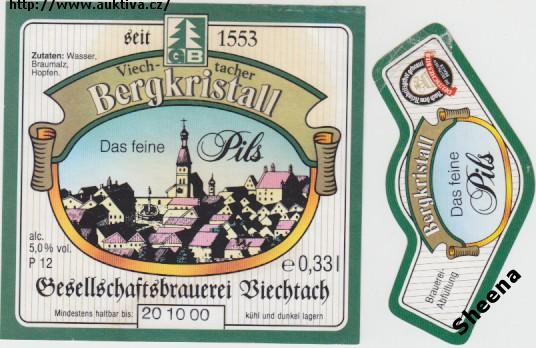 http://www.auktiva.cz/
seit 1553
GB
Zutaten: Wasser,
Braumalz,
Hopfen.
Viech- tacher
Bergkristall
Das feine Pils
alc.
5,0% vol.
P 12
e 0,33 l
Gesellschaftsbrauerei Viechtach
Mindestens haltbar bis: 20 10 00 kühl und dunkel lagern
Bergkristall
Das feine
Pils
Brauerei-
Abfüllung
Sheena